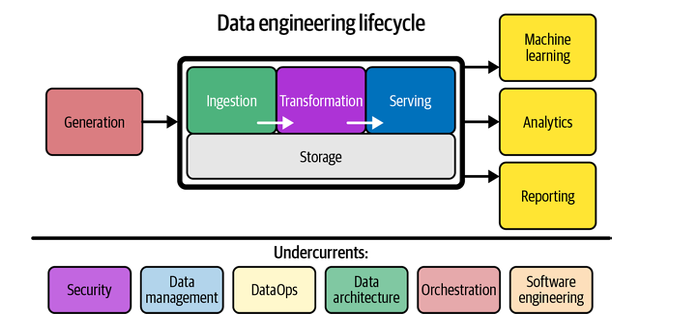 Data engineering lifecycle
Generation
Ingestion
Transformation
Serving
Storage
Machine
learning
Analytics
Reporting
Undercurrents:
Security
Data
management
DataOps
Data
architecture
Orchestration
Software
engineering